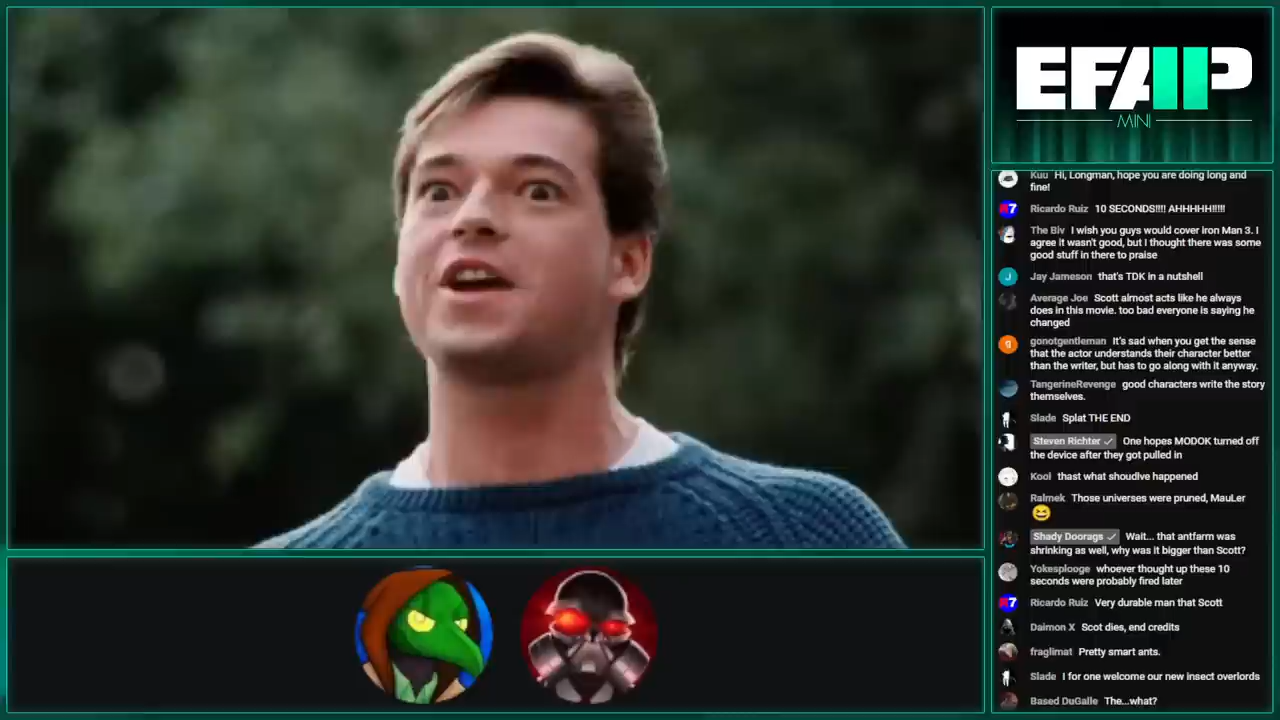 EFAP
MINI
Kuu Hi, Longman, hope you are doing long and
fine!
Ricardo Ruiz 10 SECONDS!!!! AHHHHH!!!!!
The Biv I wish you guys would cover iron Man 3. I
agree it wasn't good, but I thought there was some
good stuff in there to praise
J
Jay Jameson that's TDK in a nutshell
Average Joe Scott almost acts like he always
does in this movie. too bad everyone is saying he
changed
g
gonotgentleman It's sad when you get the sense
that the actor understands their character better
than the writer, but has to go along with it anyway.
TangerineRevenge good characters write the story
themselves.
Slade Splat THE END
Steven Richter ✓ One hopes MODOK turned off
the device after they got pulled in
Kool thast what shoudlve happened
Ralmek Those universes were pruned, MauLer
😆
Shady Doorags ✓ Wait... that antfarm was
shrinking as well, why was it bigger than Scott?
Yokesplooge whoever thought up these 10
seconds were probably fired later
Ricardo Ruiz Very durable man that Scott
Daimon X Scot dies, end credits
fraglimat Pretty smart ants.
Slade I for one welcome our new insect overlords
Based DuGalle The...what?